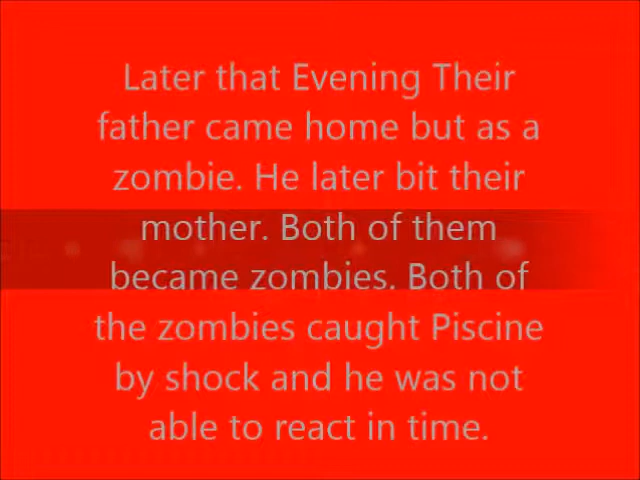 Later that Evening Their
father came home but as a
zombie. He later bit their
mother. Both of them
became zombies. Both of
the zombies caught Piscine
by shock and he was not
able to react in time.